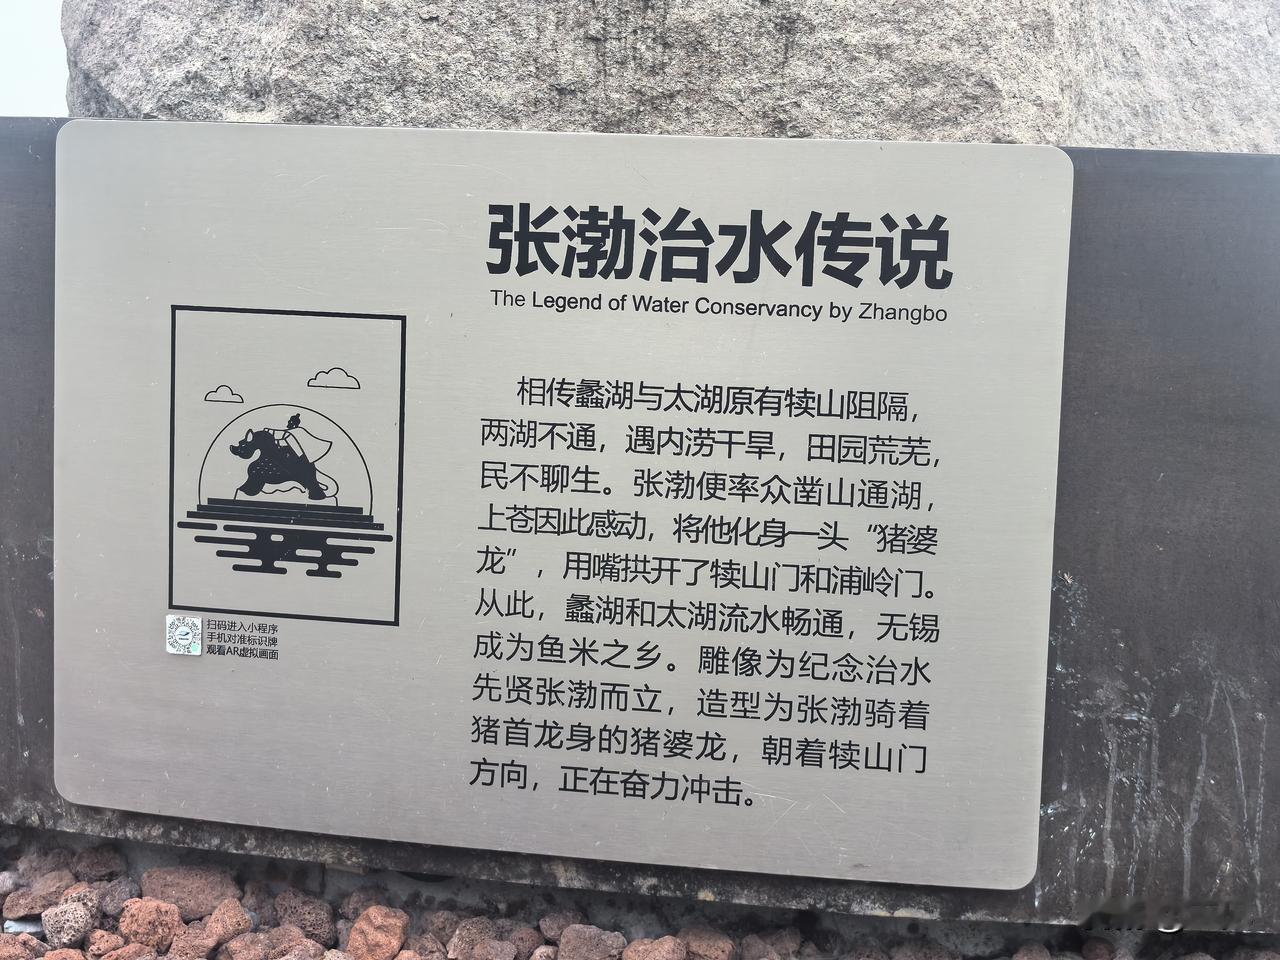 张渤治水传说
The Legend of Water Conservancy by Zhangbo
相传蠡湖与太湖原有犊山阻隔，
两湖不通，遇内涝干旱，田园荒芜，
民不聊生。张渤便率众凿山通湖，
上苍因此感动，将他化身一头“猪婆
龙”，用嘴拱开了犊山门和浦岭门。
从此，蠡湖和太湖流水畅通，无锡
成为鱼米之乡。雕像为纪念治水
先贤张渤而立，造型为张渤骑着
猪首龙身的猪婆龙，朝着犊山门
方向，正在奋力冲击。
扫码进入小程序
手机对准标识牌
观看AR虚拟画面